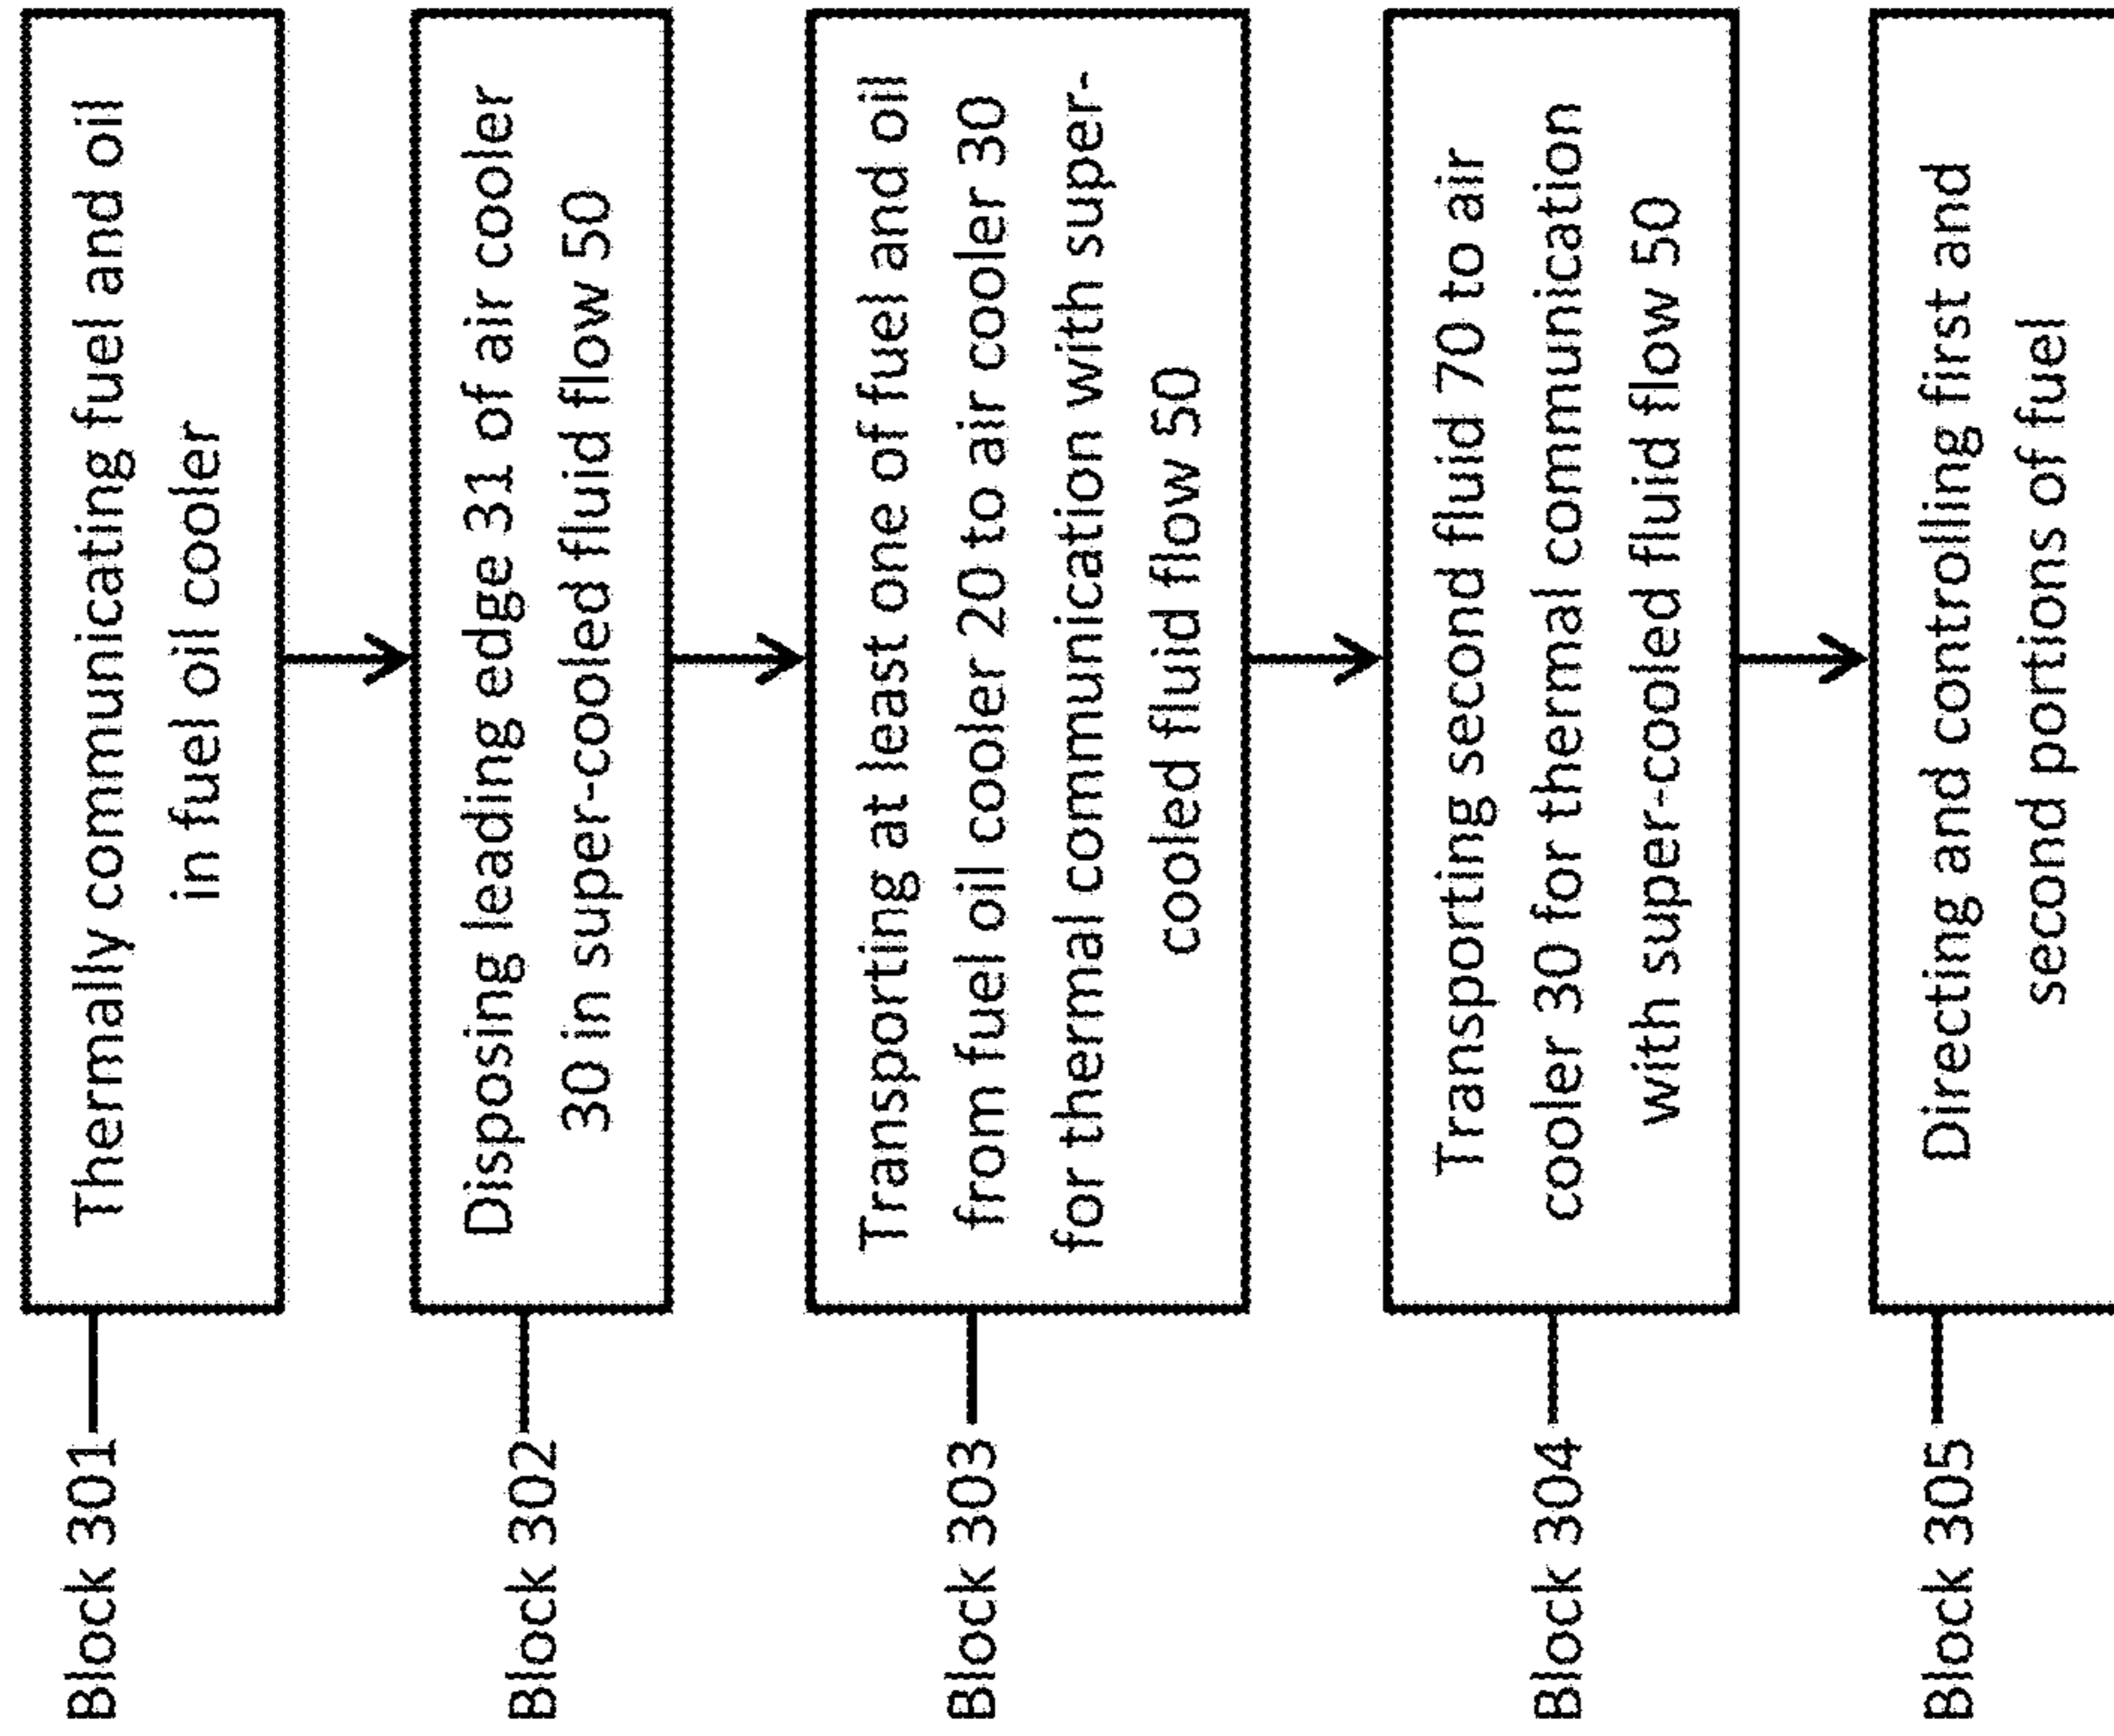 Block 301
Thermally communicating fuel and oil
in fuel oil cooler
Block 302
Disposing leading edge 31 of air cooler
30 in super-cooled fluid flow 50
Block 303
Transporting at least one of fuel and oil
from fuel oil cooler 20 to air cooler 30
for thermal communication with super-
cooled fluid flow 50
Block 304
Transporting second fluid 70 to air
cooler 30 for thermal communication
with super-cooled fluid flow 50
Block 305
Directing and controlling first and
second portions of fuel